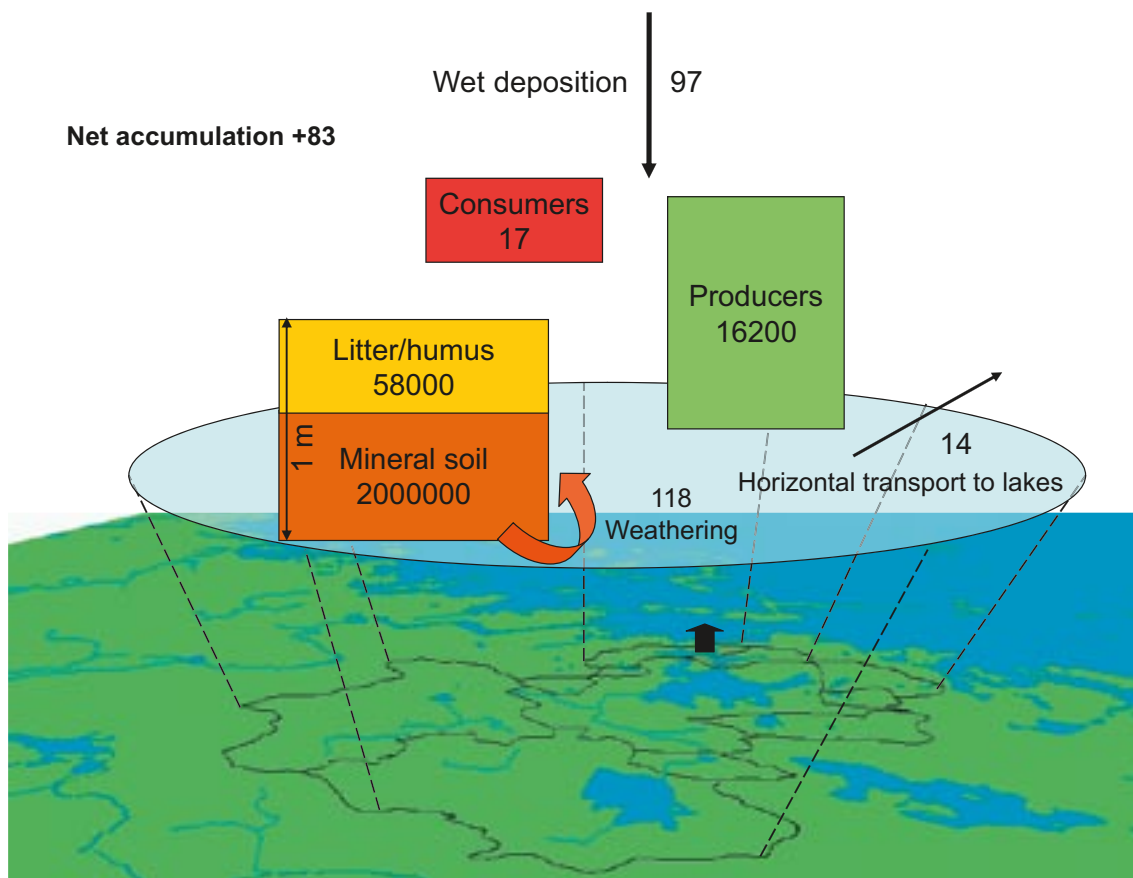 Wet deposition
97
Net accumulation +83
Consumers
17
Producers
16200
Litter/humus
58000
1 m
Mineral soil
2000000
14
Horizontal transport to lakes
118
Weathering